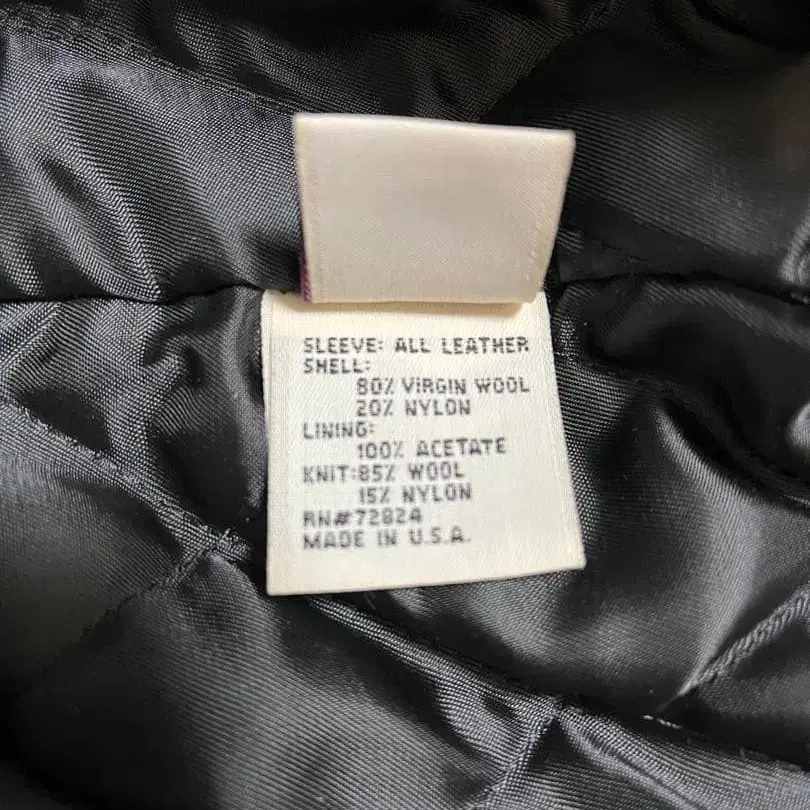 SLEEVE: ALL LEATHER
SHELL:
80% VIRGIN WOOL
20% NYLON
LINING:
100% ACETATE
KNIT:85% WOOL
15% NYLON
RN#72824
MADE IN U.S.A.